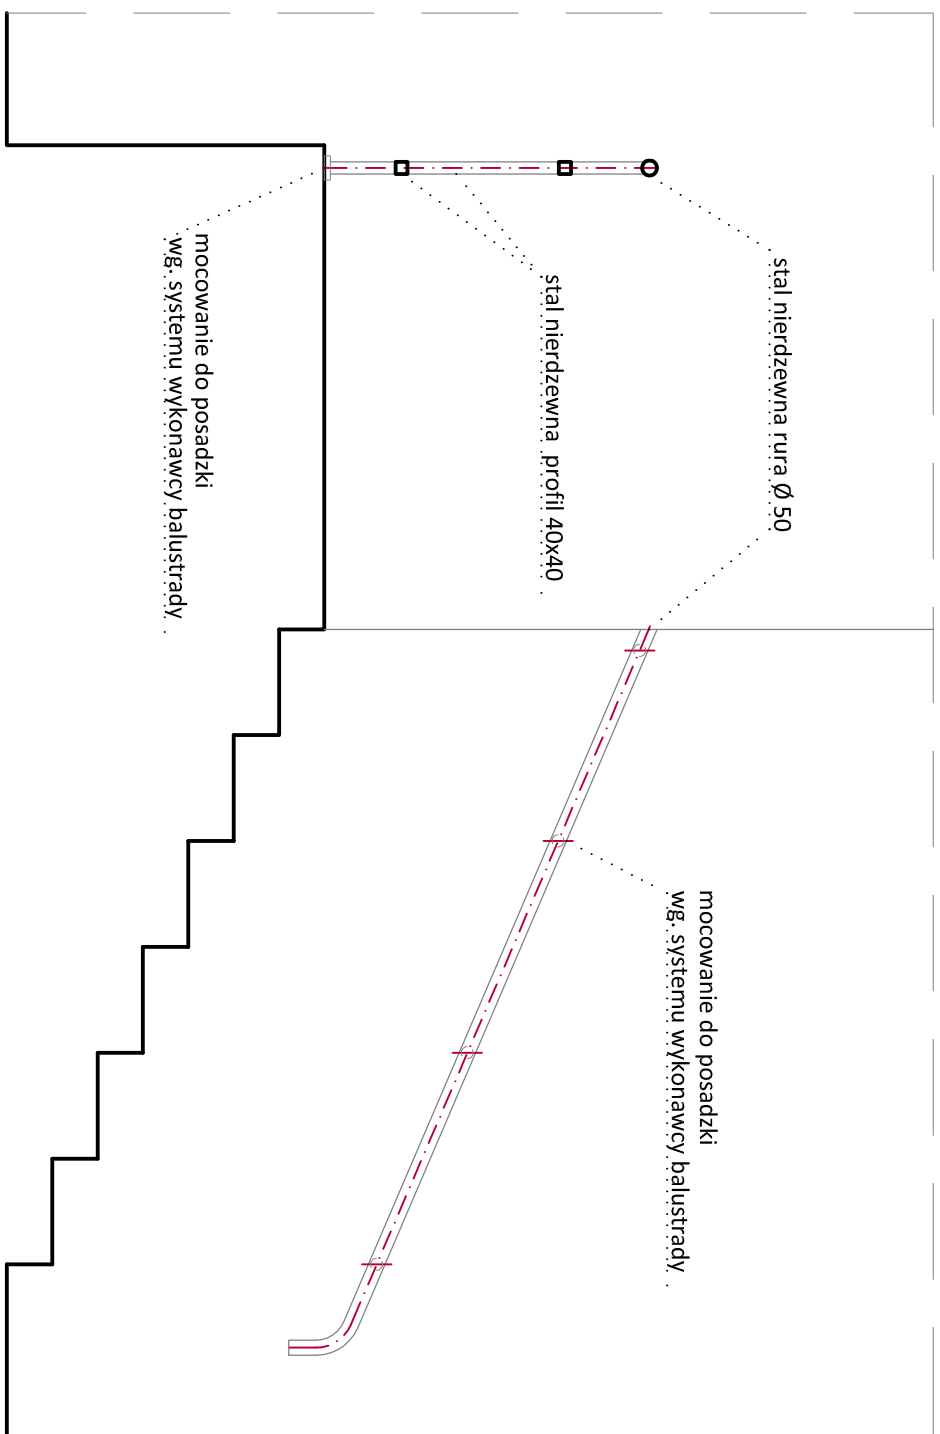 stal nierdzewna rura Ø 50
stal nierdzewna profil 40x40
mocowanie do posadzki
wg. systemu wykonawcy balustrady
mocowanie do posadzki
wg. systemu wykonawcy balustrady